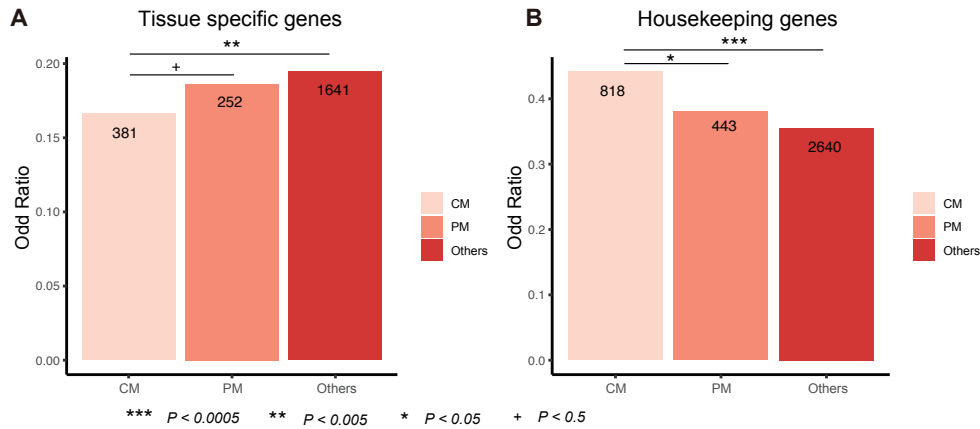 A
Tissue specific genes
**
+
0.20
0.15
0.10
0.05
0.00
Odd Ratio
381
252
1641
CM
PM
Others
CM
PM
Others
B
Housekeeping genes
***
*
0.4
0.3
0.4
0.1
0.0
Odd Ratio
818
443
2640
CM
PM
Others
CM
PM
Others
*** P < 0.0005 ** P < 0.005 * P < 0.05 + P < 0.5